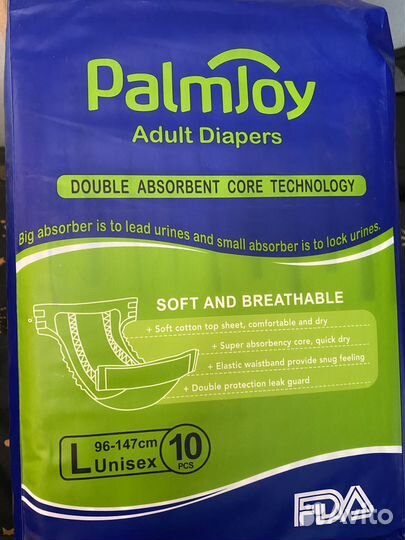 PalmJoy
Adult Diapers
DOUBLE ABSORBENT CORE TECHNOLOGY
Big absorber is to lead urines and small absorber is to lock urines.
SOFT AND BREATHABLE
+ Soft cotton top sheet, comfortable and dry
+ Super absorbency core, quick dry
+ Elastic waistband provide snug feeling
+ Double protection leak guard
L 96-147cm Unisex
10 PCS
FDA
Avito